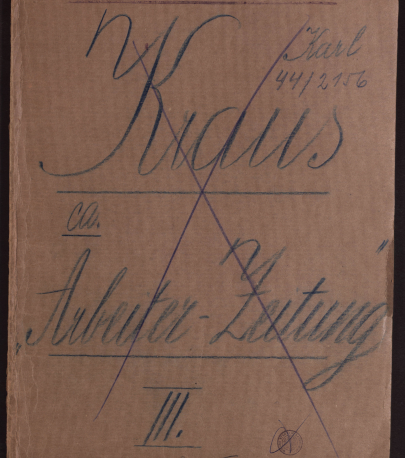 Karl
44/2156
Kraus
ca.
„Arbeiter-Zeitung"
III.